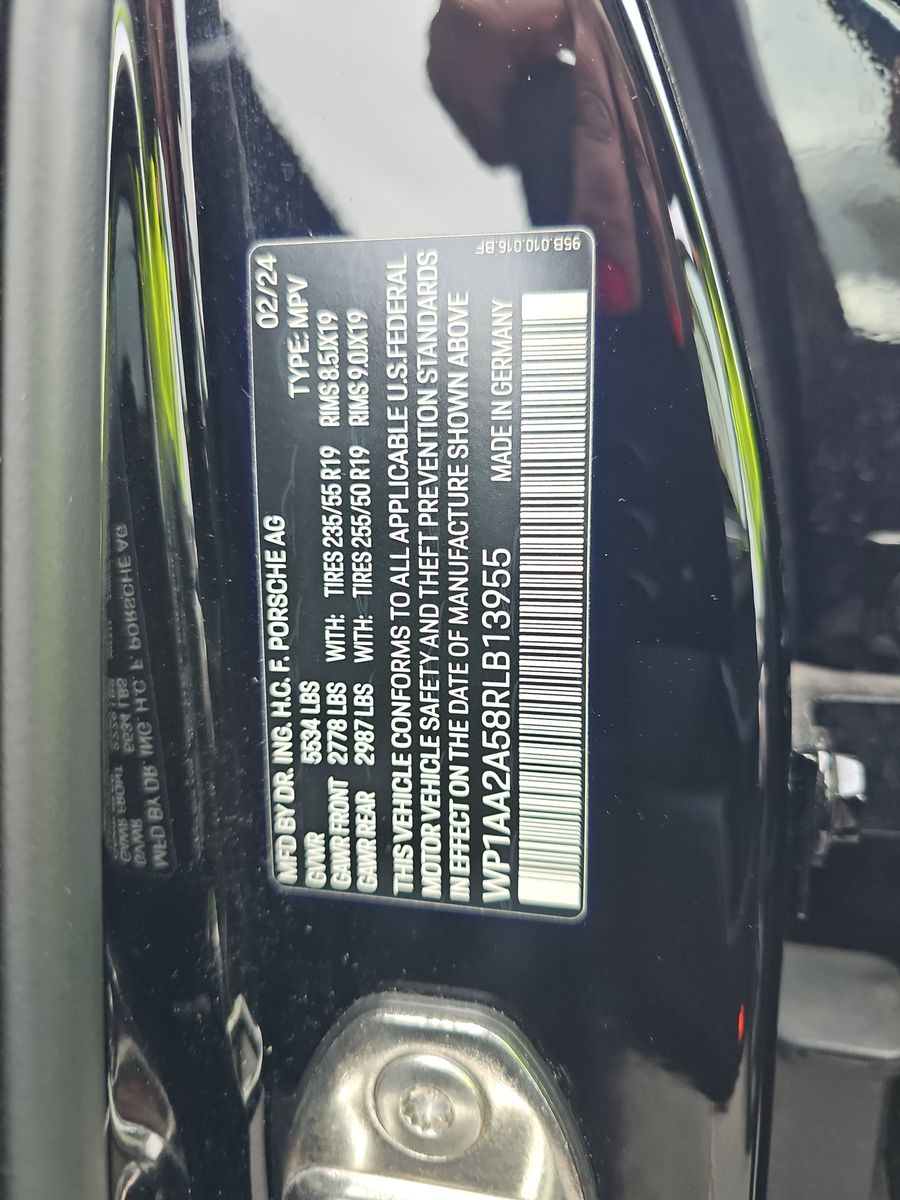 02/24
MFD BY DR. ING. H.C. F. PORSCHE AG TYPE: MPV
GVWR 5534 LBS
GAWR FRONT 2778 LBS WITH: TIRES 235/55 R19 RIMS 8.5JX19
GAWR REAR 2987 LBS WITH: TIRES 255/50 R19 RIMS 9.0JX19
THIS VEHICLE CONFORMS TO ALL APPLICABLE U.S. FEDERAL
MOTOR VEHICLE SAFETY AND THEFT PREVENTION STANDARDS
IN EFFECT ON THE DATE OF MANUFACTURE SHOWN ABOVE
WP1AA2A58RLB13955 MADE IN GERMANY
95B.010.016.BF